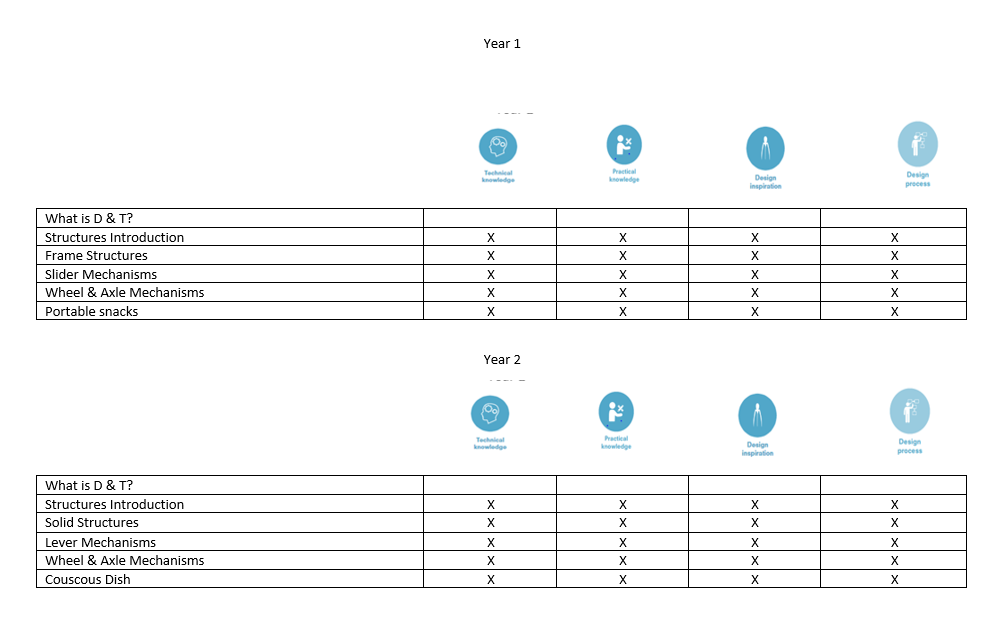 Year 1
Technical knowledge
Practical knowledge
Design inspiration
Design process
What is D & T?
Structures Introduction X X X X
Frame Structures X X X X
Slider Mechanisms X X X X
Wheel & Axle Mechanisms X X X X
Portable snacks X X X X
Year 2
Technical knowledge
Practical knowledge
Design inspiration
Design process
What is D & T?
Structures Introduction X X X X
Solid Structures X X X X
Lever Mechanisms X X X X
Wheel & Axle Mechanisms X X X X
Couscous Dish X X X X